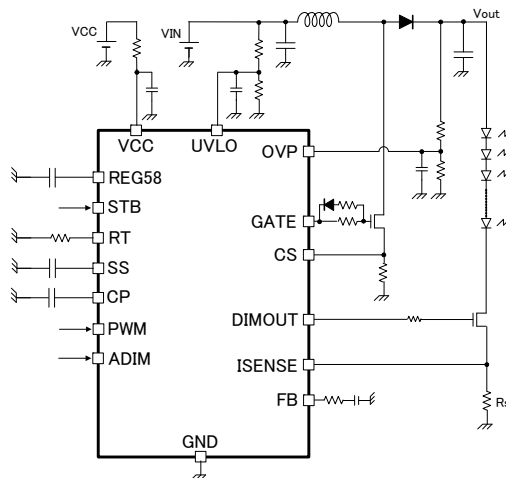 VCC
VIN
Vout
VCC
UVLO
OVP
REG58
STB
GATE
RT
CS
SS
CP
DIMOUT
PWM
ADIM
ISENSE
FB
GND